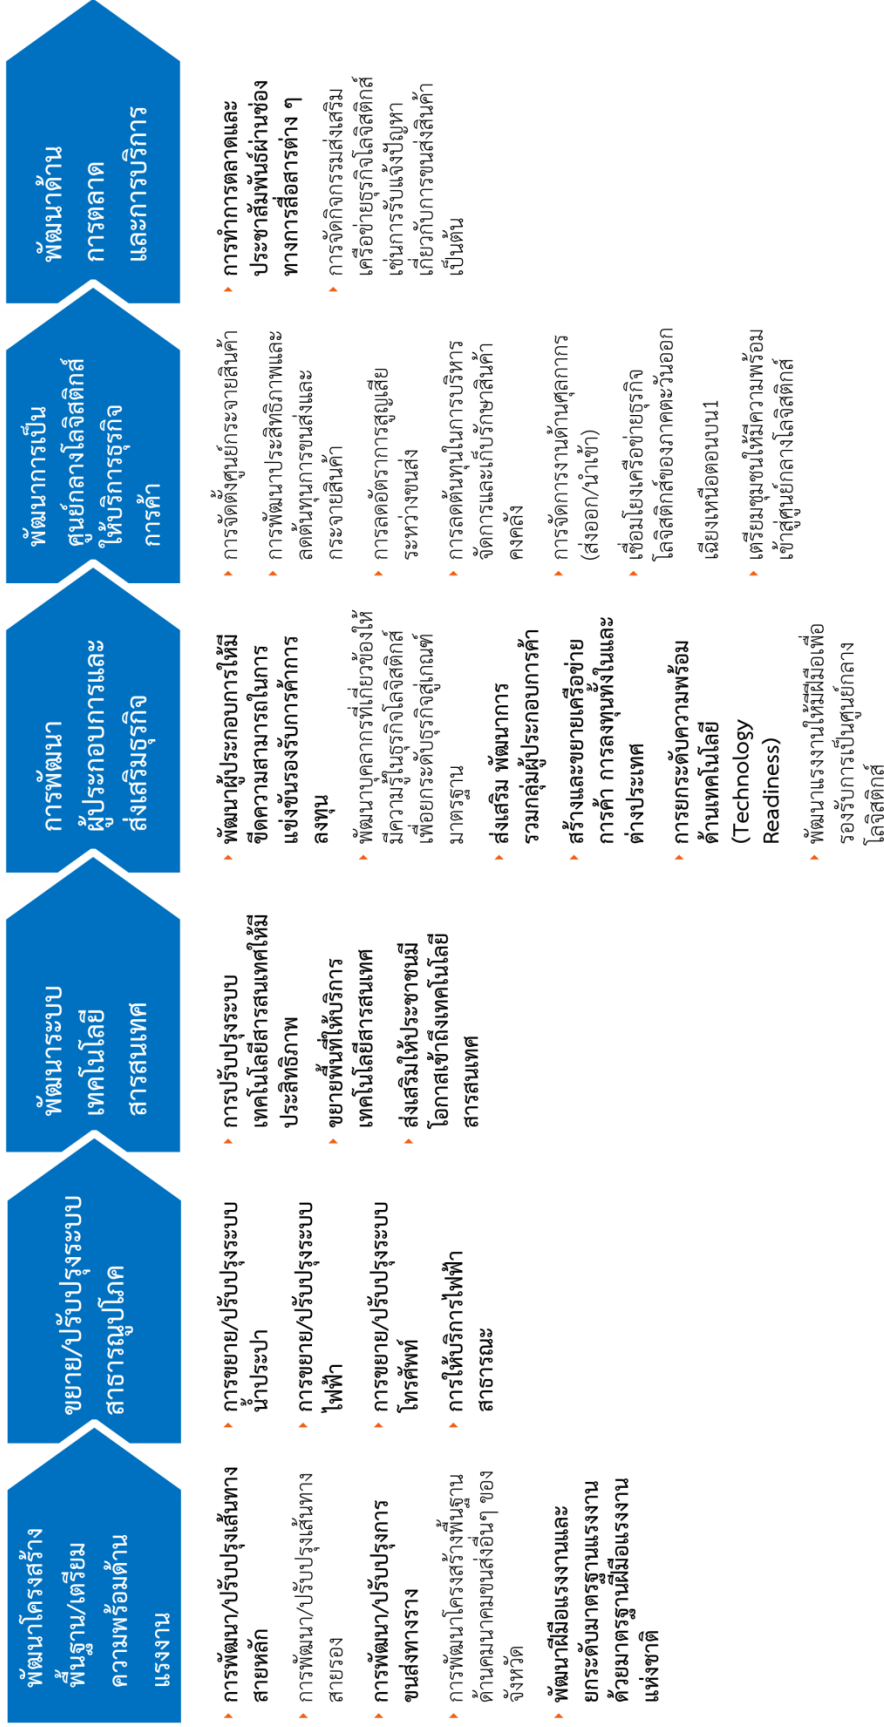 พัฒนาโครงสร้าง
พื้นฐาน/เตรียม
ความพร้อมด้าน
แรงงาน
▸ การพัฒนา/ปรับปรุงเส้นทาง
สายหลัก
▸ การพัฒนา/ปรับปรุงเส้นทาง
สายรอง
▸ การพัฒนา/ปรับปรุงการ
ขนส่งทางราง
▸ การพัฒนาโครงสร้างพื้นฐาน
ด้านคมนาคมขนส่งอื่นๆ ของ
จังหวัด
▸ พัฒนาฝีมือแรงงานและ
ยกระดับมาตรฐานแรงงาน
ด้วยมาตรฐานฝีมือแรงงาน
แห่งชาติ
ขยาย/ปรับปรุงระบบ
สาธารณูปโภค
▸ การขยาย/ปรับปรุงระบบ
น้ำประปา
▸ การขยาย/ปรับปรุงระบบ
ไฟฟ้า
▸ การขยาย/ปรับปรุงระบบ
โทรศัพท์
▸ การให้บริการไฟฟ้า
สาธารณะ
พัฒนาระบบ
เทคโนโลยี
สารสนเทศ
▸ การปรับปรุงระบบ
เทคโนโลยีสารสนเทศให้มี
ประสิทธิภาพ
▸ ขยายพื้นที่ให้บริการ
เทคโนโลยีสารสนเทศ
▸ ส่งเสริมให้ประชาชนมี
โอกาสเข้าถึงเทคโนโลยี
สารสนเทศ
การพัฒนา
ผู้ประกอบการและ
ส่งเสริมธุรกิจ
▸ พัฒนาผู้ประกอบการให้มี
ขีดความสามารถในการ
แข่งขันรองรับการค้าการ
ลงทุน
▸ พัฒนาบุคลากรที่เกี่ยวข้องให้
มีความรู้ในธุรกิจโลจิสติกส์
เพื่อยกระดับธุรกิจสู่เกณฑ์
มาตรฐาน
▸ ส่งเสริม พัฒนาการ
รวมกลุ่มผู้ประกอบการค้า
▸ สร้างและขยายเครือข่าย
การค้า การลงทุนทั้งในและ
ต่างประเทศ
▸ การยกระดับความพร้อม
ด้านเทคโนโลยี
(Technology
Readiness)
▸ พัฒนาแรงงานให้มีฝีมือเพื่อ
รองรับการเป็นศูนย์กลาง
โลจิสติกส์
พัฒนาการเป็น
ศูนย์กลางโลจิสติกส์
ให้บริการธุรกิจ
การค้า
▸ การจัดตั้งศูนย์กระจายสินค้า
▸ การพัฒนาประสิทธิภาพและ
ลดต้นทุนการขนส่งและ
กระจายสินค้า
▸ การลดอัตราการสูญเสีย
ระหว่างขนส่ง
▸ การลดต้นทุนในการบริหาร
จัดการและเก็บรักษาสินค้า
คงคลัง
▸ การจัดการงานด้านศุลกากร
(ส่งออก/นำเข้า)
▸ เชื่อมโยงเครือข่ายธุรกิจ
โลจิสติกส์ของภาคตะวันออก
เฉียงเหนือตอนบน1
▸ เตรียมชุมชนให้มีความพร้อม
เข้าสู่ศูนย์กลางโลจิสติกส์
พัฒนาด้าน
การตลาด
และการบริการ
▸ การทำการตลาดและ
ประชาสัมพันธ์ผ่านช่อง
ทางการสื่อสารต่าง ๆ
▸ การจัดกิจกรรมส่งเสริม
เครือข่ายธุรกิจโลจิสติกส์
เช่นการรับแจ้งปัญหา
เกี่ยวกับการขนส่งสินค้า
เป็นต้น